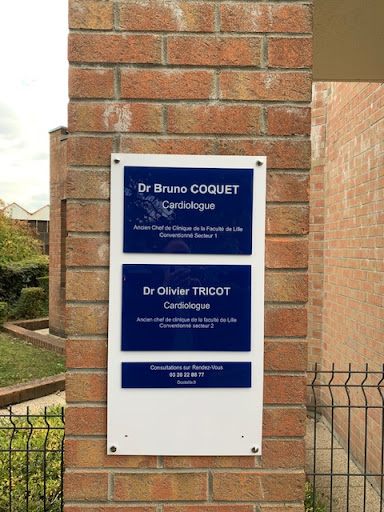 Dr Bruno COQUET
Cardiologue
Ancien Chef de Clinique de la Faculté de Lille
Conventionné Secteur 1
Dr Olivier TRICOT
Cardiologue
Ancien chef de clinique de la faculté de Lille
Conventionné secteur 2
Consultations sur Rendez-Vous
03 20 22 80 77
Doctolib.fr